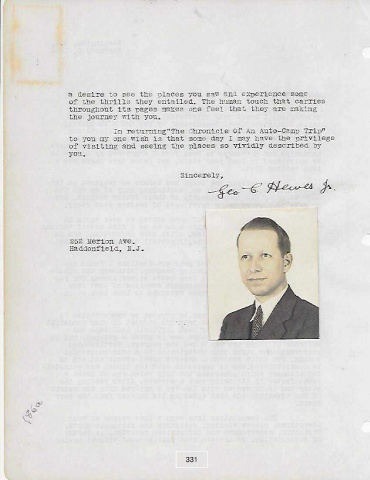 a desire to see the places you saw and experience some
of the thrills they entailed. The human touch that carries
throughout its pages makes one feel that they are making
the journey with you.
In returning "The Chronicle Of An Auto-Camp Trip"
to you my one wish is that some day I may have the privilege
of visiting and seeing the places so vividly described by
you.
Sincerely,
Geo C Hewes Jr.
252 Merion Ave.
Haddonfield, N.J.
331